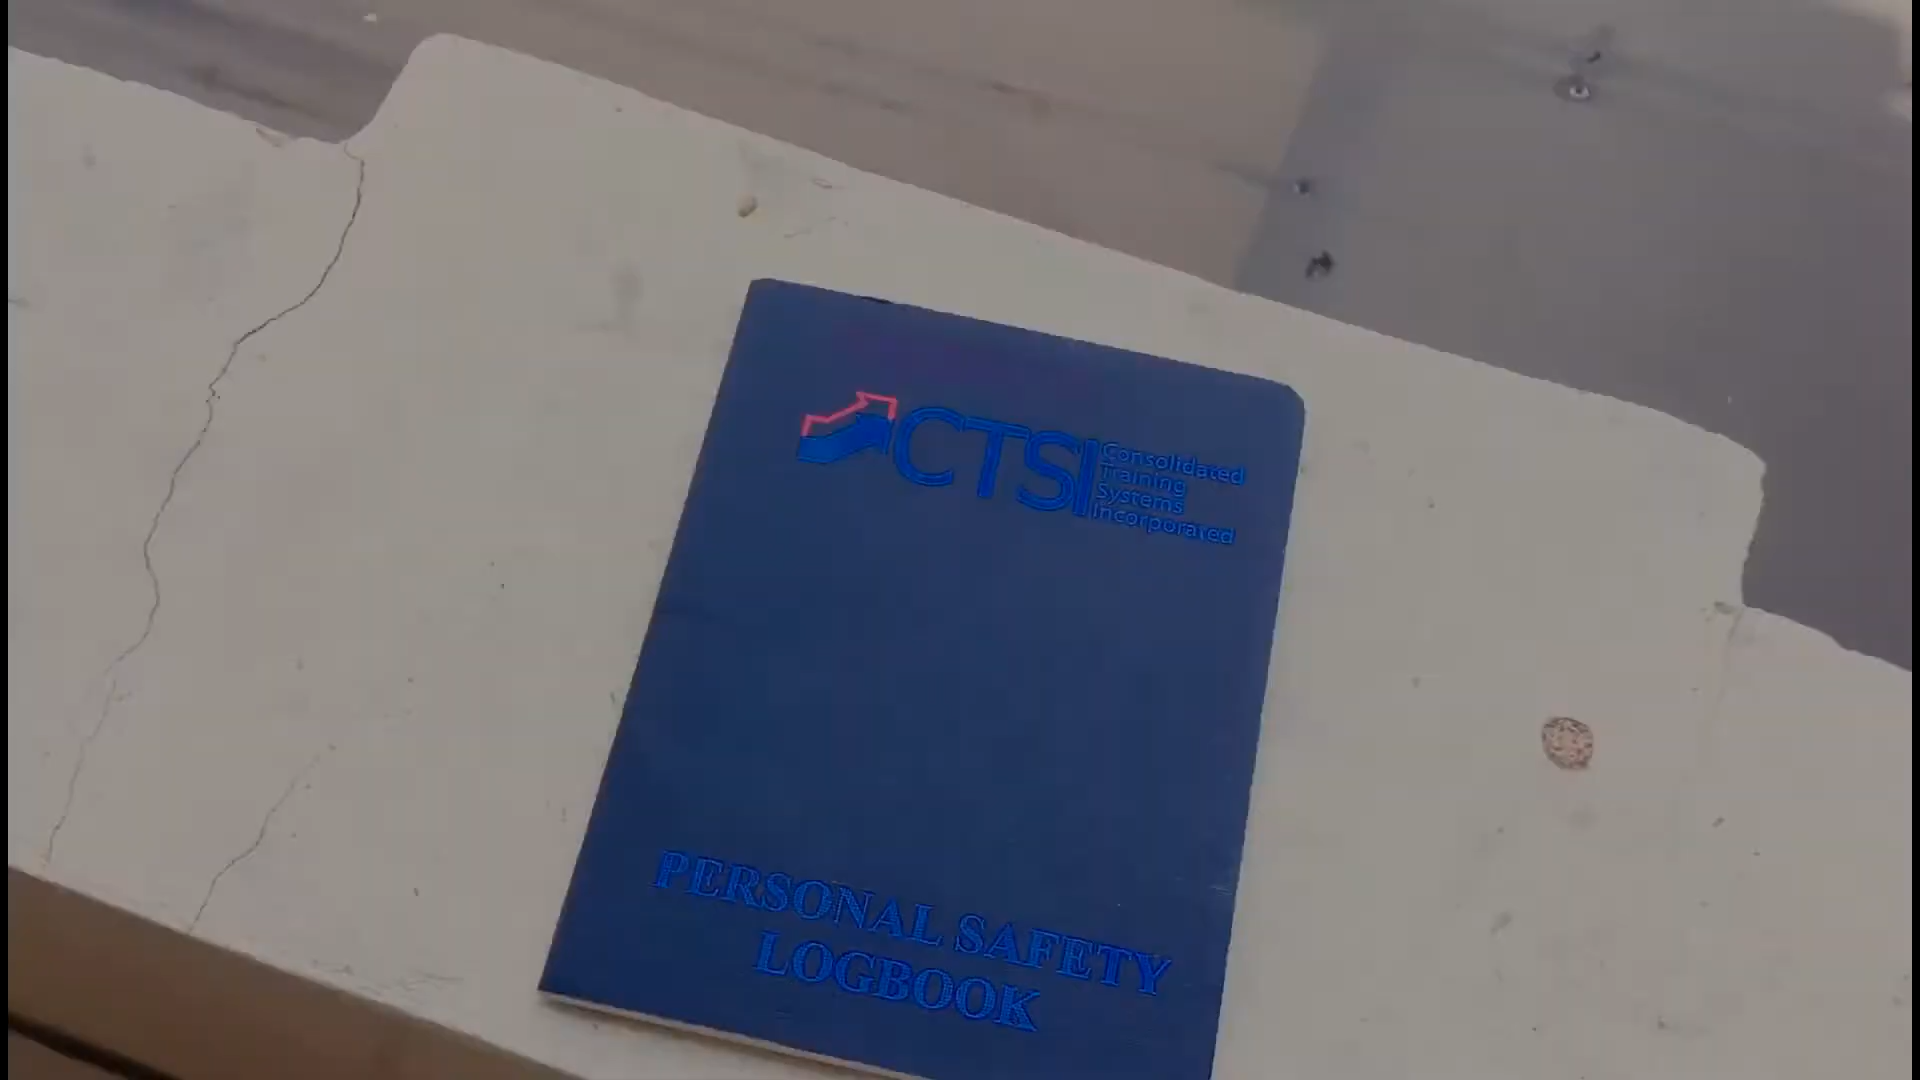 CTSI
Consolidated
Training
Systems
Incorporated
PERSONAL SAFETY
LOGBOOK